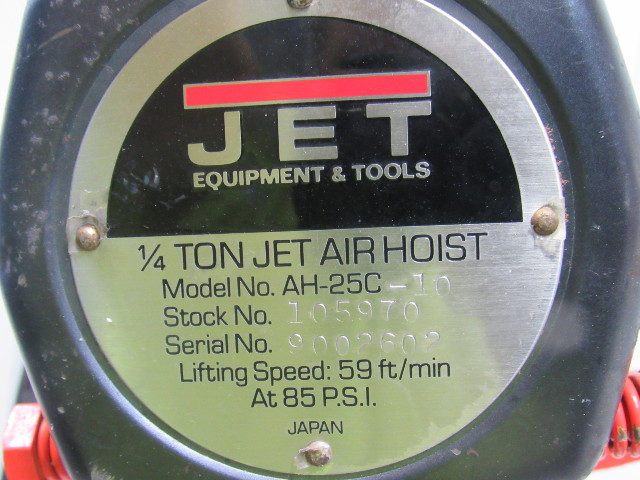 JET
EQUIPMENT & TOOLS
1/4 TON JET AIR HOIST
Model No. AH-25C -10
Stock No. 105970
Serial No. 9002602
Lifting Speed: 59 ft/min
At 85 P.S.I.
JAPAN